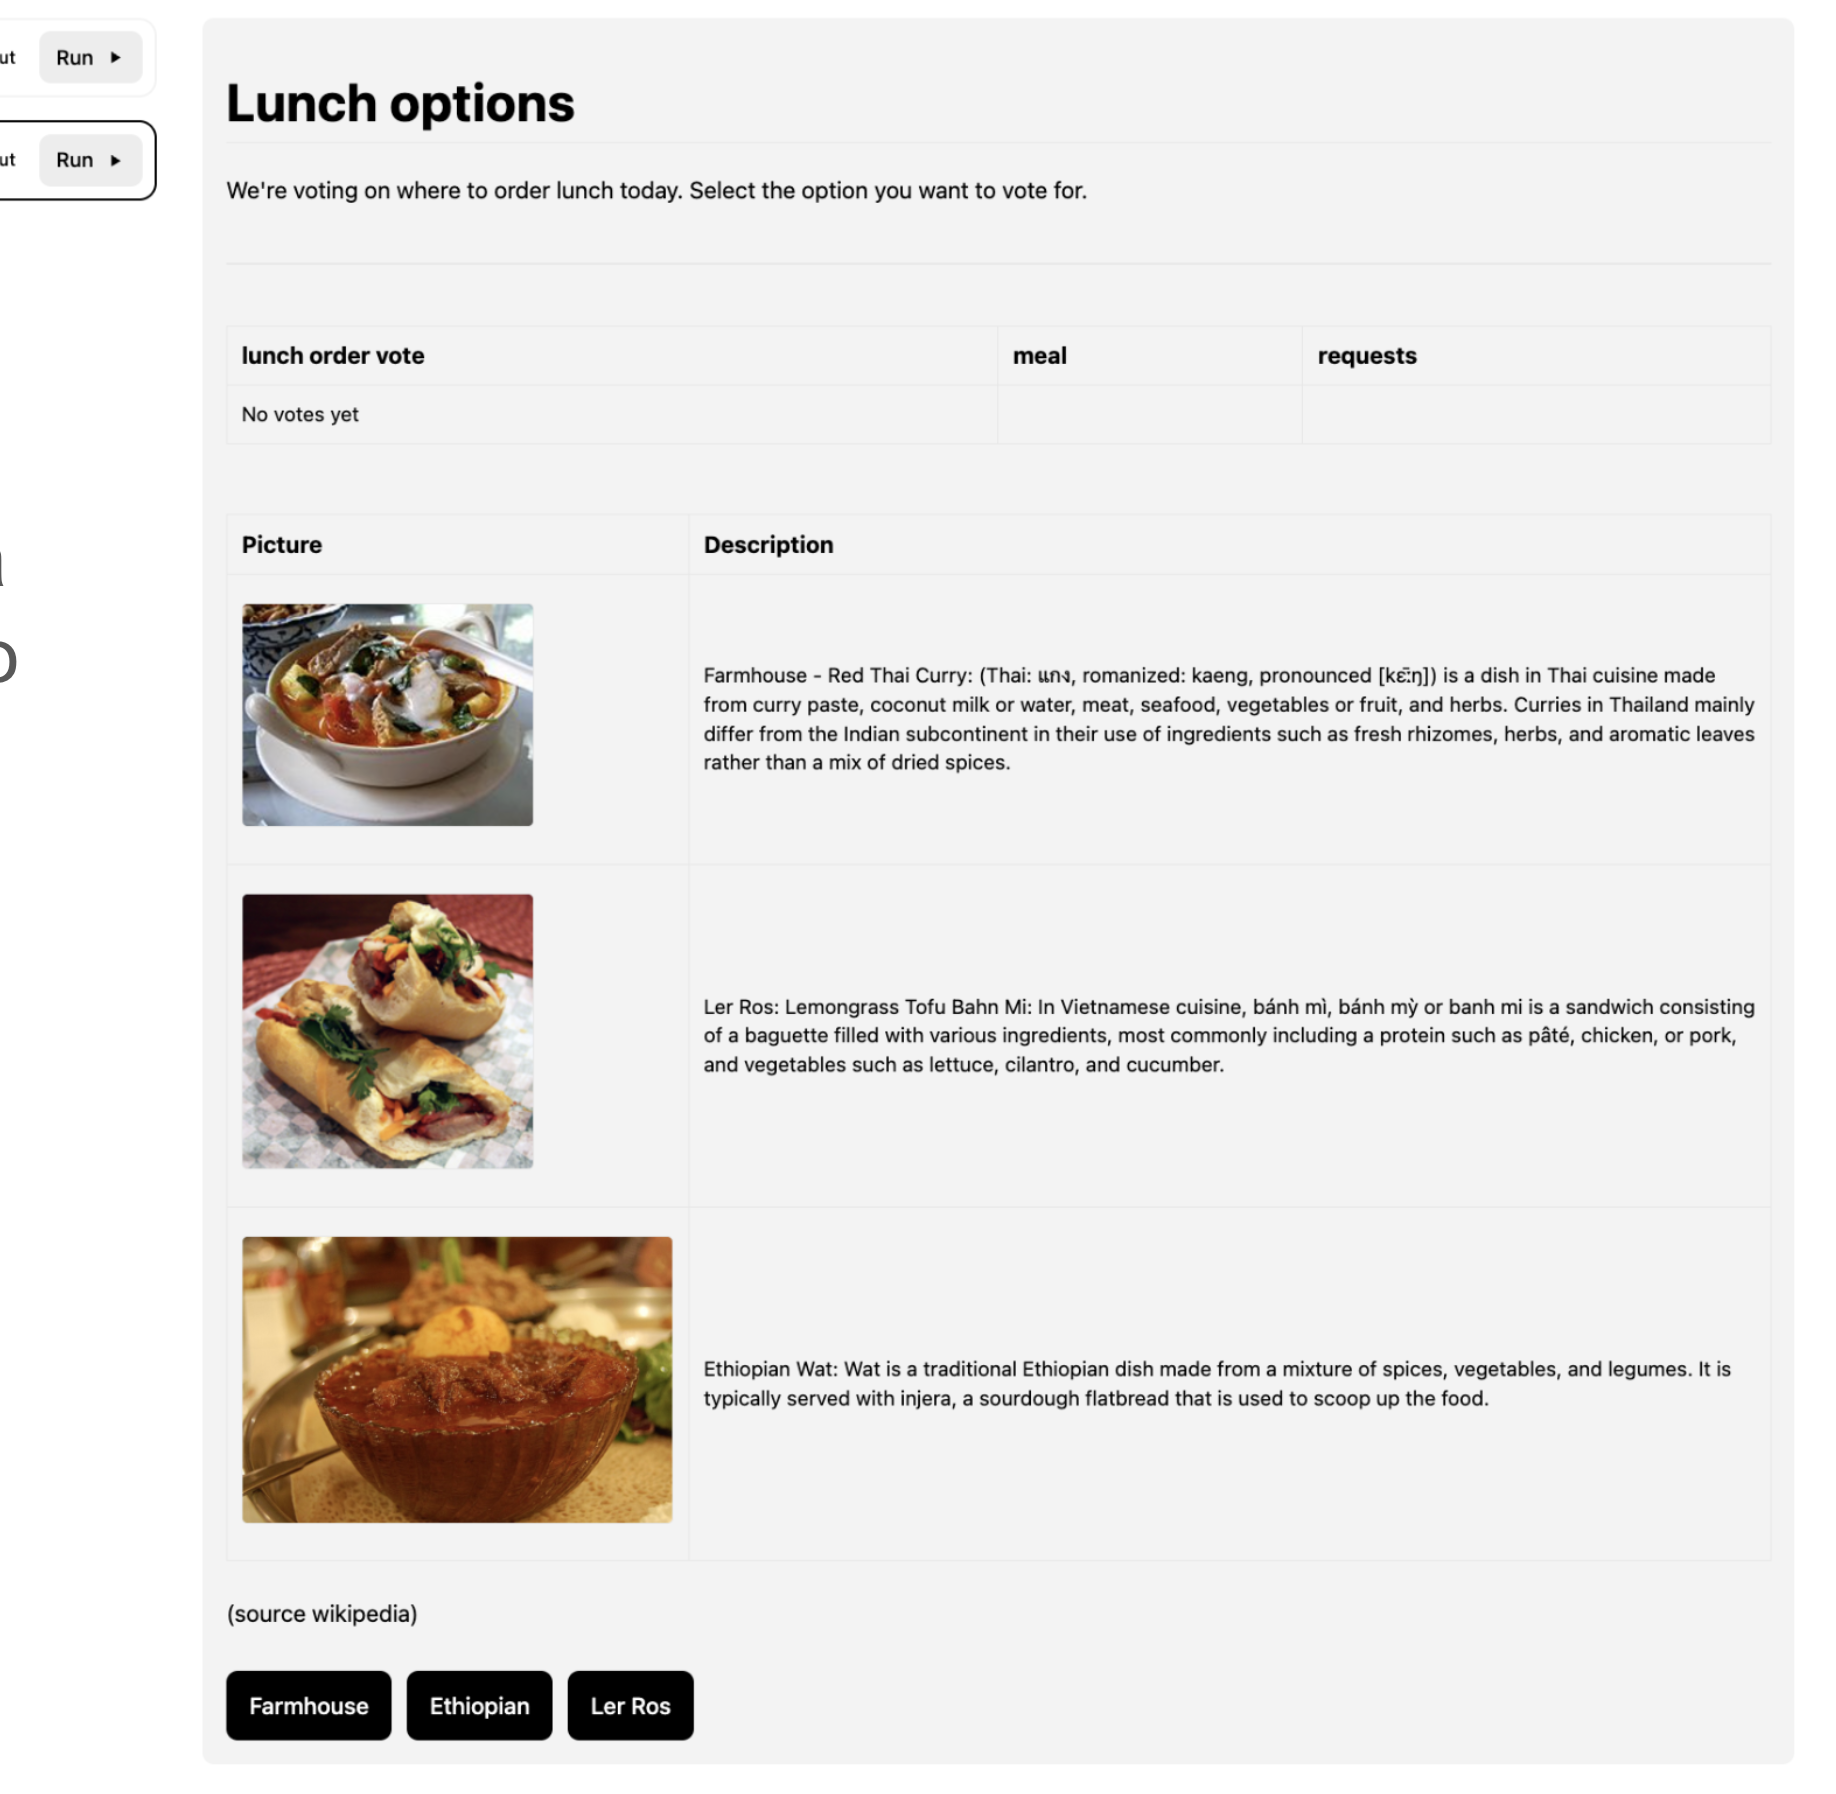 ut Run
ut Run
Lunch options
We're voting on where to order lunch today. Select the option you want to vote for.
lunch order vote meal requests
No votes yet
Picture Description
Farmhouse - Red Thai Curry: (Thai: แกง, romanized: kaeng, pronounced [kɛ̄ːŋ]) is a dish in Thai cuisine made
from curry paste, coconut milk or water, meat, seafood, vegetables or fruit, and herbs. Curries in Thailand mainly
differ from the Indian subcontinent in their use of ingredients such as fresh rhizomes, herbs, and aromatic leaves
rather than a mix of dried spices.
Ler Ros: Lemongrass Tofu Bahn Mi: In Vietnamese cuisine, bánh mì, bánh mỳ or banh mi is a sandwich consisting
of a baguette filled with various ingredients, most commonly including a protein such as pâté, chicken, or pork,
and vegetables such as lettuce, cilantro, and cucumber.
Ethiopian Wat: Wat is a traditional Ethiopian dish made from a mixture of spices, vegetables, and legumes. It is
typically served with injera, a sourdough flatbread that is used to scoop up the food.
(source wikipedia)
Farmhouse Ethiopian Ler Ros